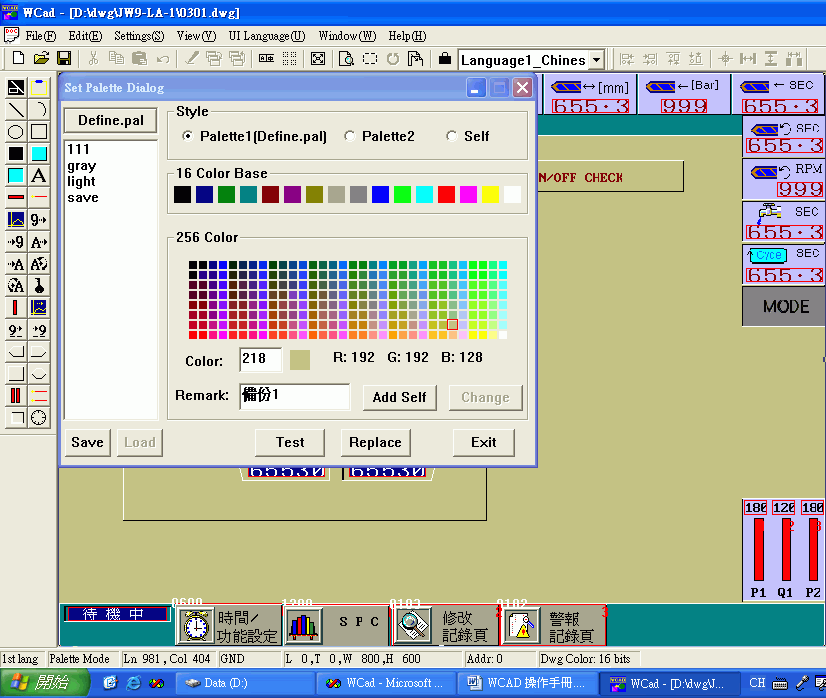 WCad - [D:\dwg\JW9-LA-1\0301.dwg]
File(F) Edit(E) Settings(S) View(V) UI Language(U) Window(W) Help(H)
Language1_Chines
Set Palette Dialog
Define.pal
111
gray
light
save
Style
Palette1(Define.pal) Palette2 Self
16 Color Base
256 Color
Color: 218 R: 192 G: 192 B: 128
Remark: 備份1 Add Self Change
Save Load Test Replace Exit
[mm] [Bar] SEC
655.3 999 655.3
SEC
655.3
RPM
999
SEC
655.3
Cyce SEC
655.3
MODE
N/OFF CHECK
65530 65530
180 120 180
P1 Q1 P2
待機中
時間/
功能設定
S P C
修改
記錄頁
警報
記錄頁
1st lang Palette Mode Ln 981, Col 404 GND L 0,T 0,W 800,H 600 Addr: 0 Dwg Color: 16 bits
開始 Data (D:) WCad - Microsoft ... WCAD 操作手冊.... WCad - [D:\dwg\J... CH